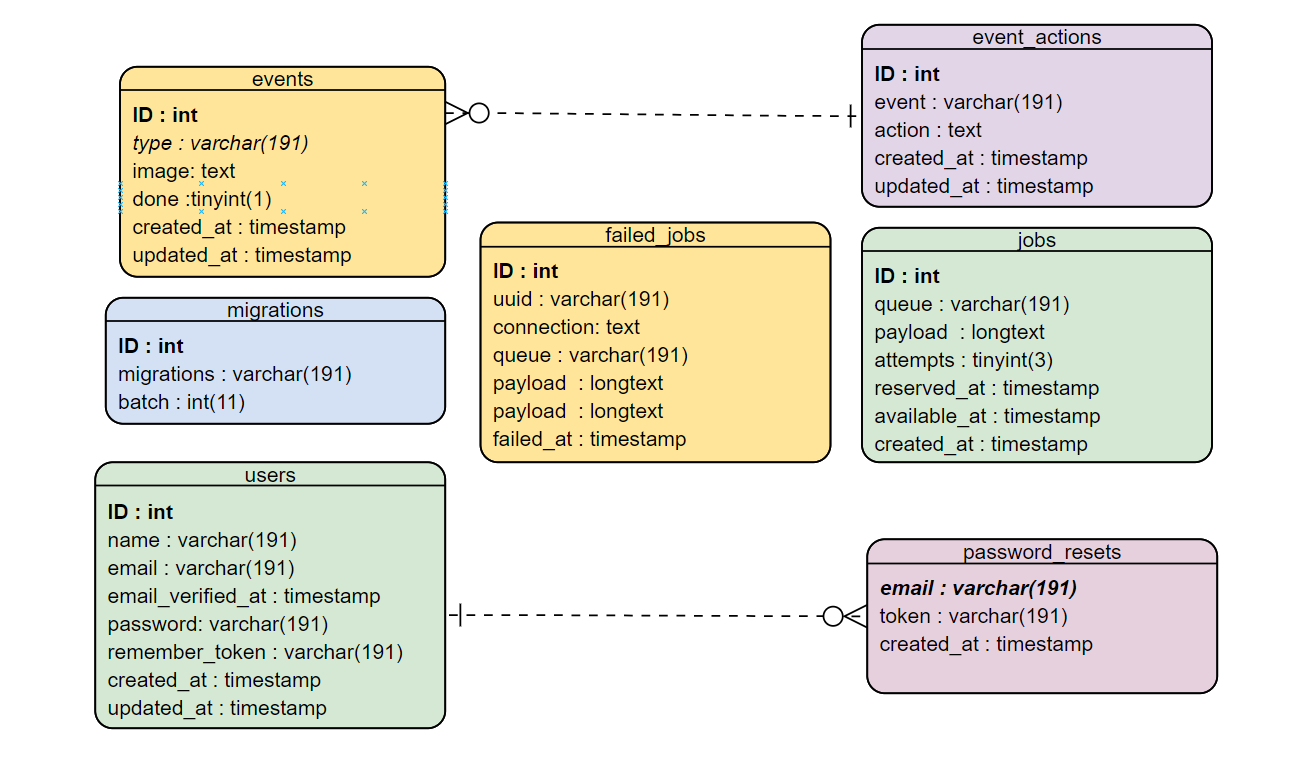 events
ID : int
type : varchar(191)
image: text
done :tinyint(1)
created_at : timestamp
updated_at : timestamp
event_actions
ID : int
event : varchar(191)
action : text
created_at : timestamp
updated_at : timestamp
migrations
ID : int
migrations : varchar(191)
batch : int(11)
failed_jobs
ID : int
uuid : varchar(191)
connection: text
queue : varchar(191)
payload : longtext
payload : longtext
failed_at : timestamp
jobs
ID : int
queue : varchar(191)
payload : longtext
attempts : tinyint(3)
reserved_at : timestamp
available_at : timestamp
created_at : timestamp
users
ID : int
name : varchar(191)
email : varchar(191)
email_verified_at : timestamp
password: varchar(191)
remember_token : varchar(191)
created_at : timestamp
updated_at : timestamp
password_resets
email : varchar(191)
token : varchar(191)
created_at : timestamp